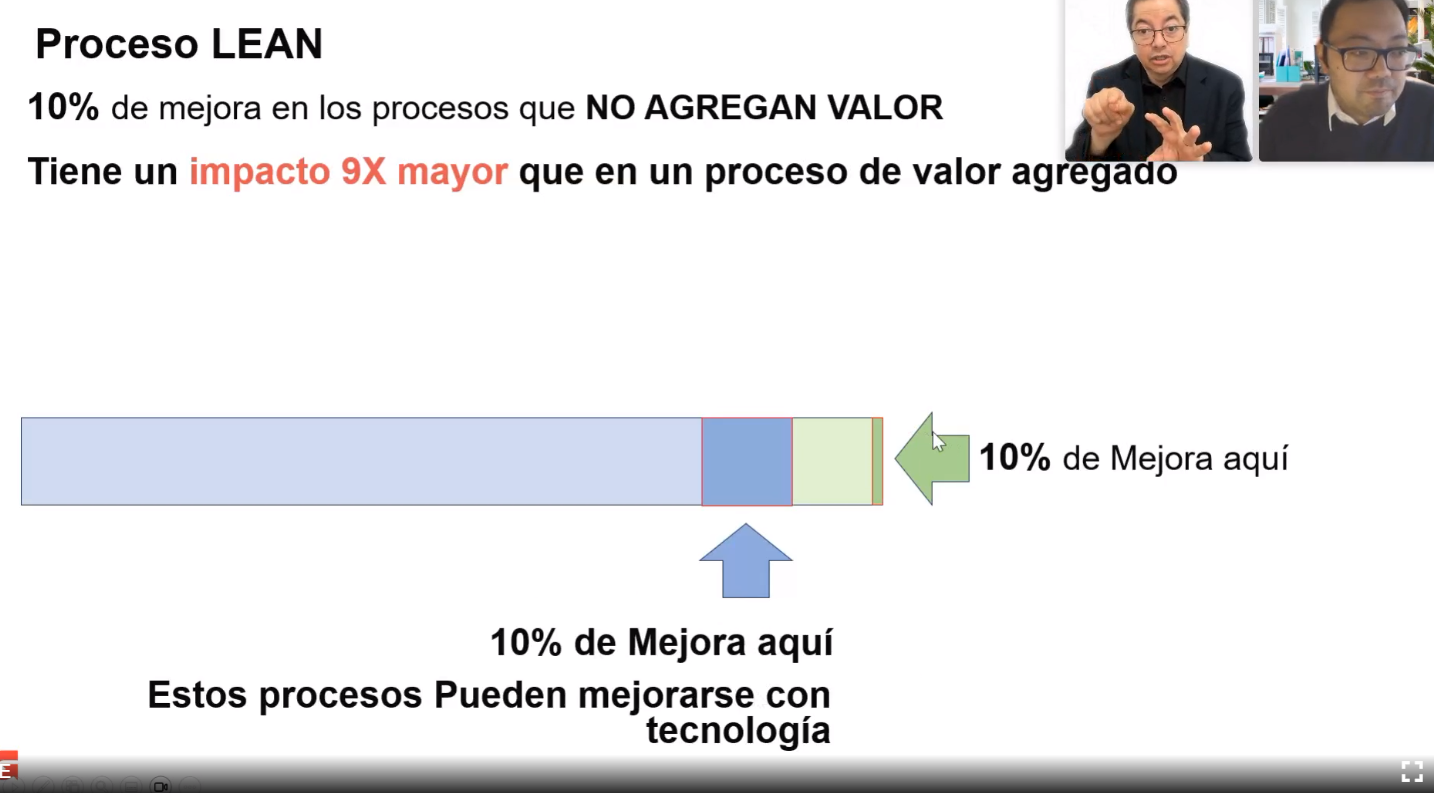 Proceso LEAN
10% de mejora en los procesos que NO AGREGAN VALOR
Tiene un impacto 9X mayor que en un proceso de valor agregado
10% de Mejora aquí
10% de Mejora aquí
Estos procesos Pueden mejorarse con
tecnología
E